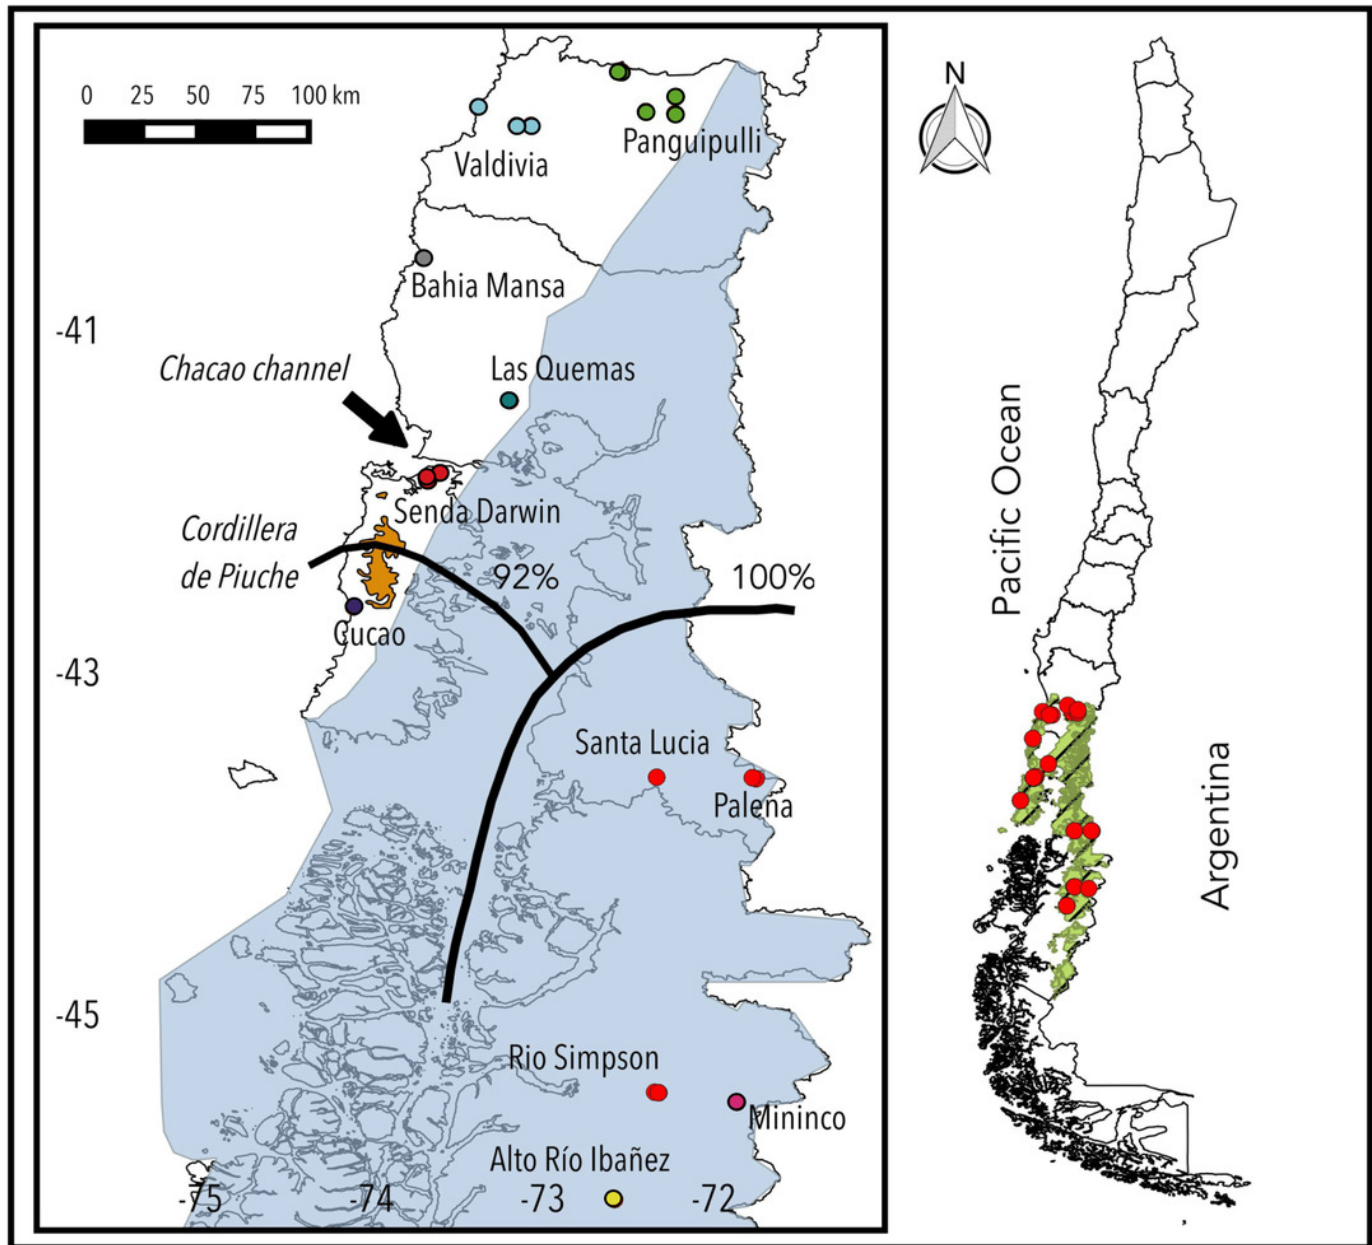 0 25 50 75 100 km
Valdivia
Panguipulli
Bahia Mansa
-41
Chacao channel
Las Quemas
Senda Darwin
Cordillera
de Piuche
92%
100%
Cucao
-43
Santa Lucia
Palena
-45
Rio Simpson
Mininco
Alto Río Ibañez
-75 -74 -73 -72
N
Pacific Ocean
Argentina